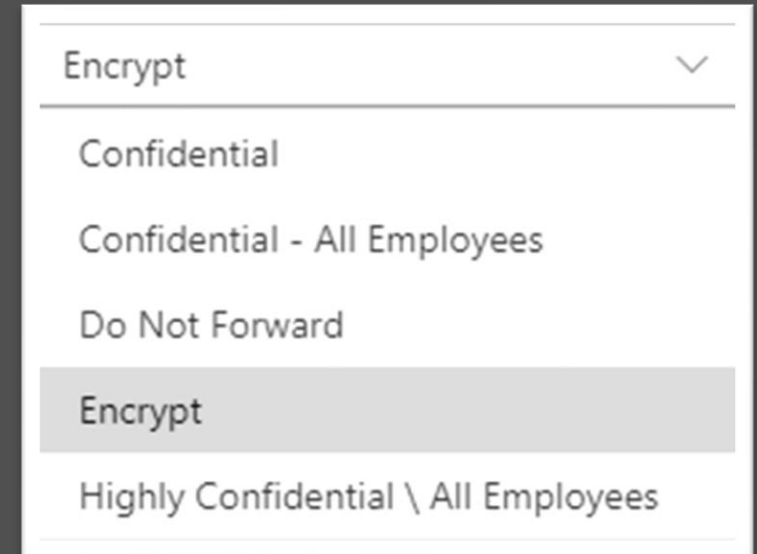 Encrypt
Confidential
Confidential - All Employees
Do Not Forward
Encrypt
Highly Confidential \ All Employees